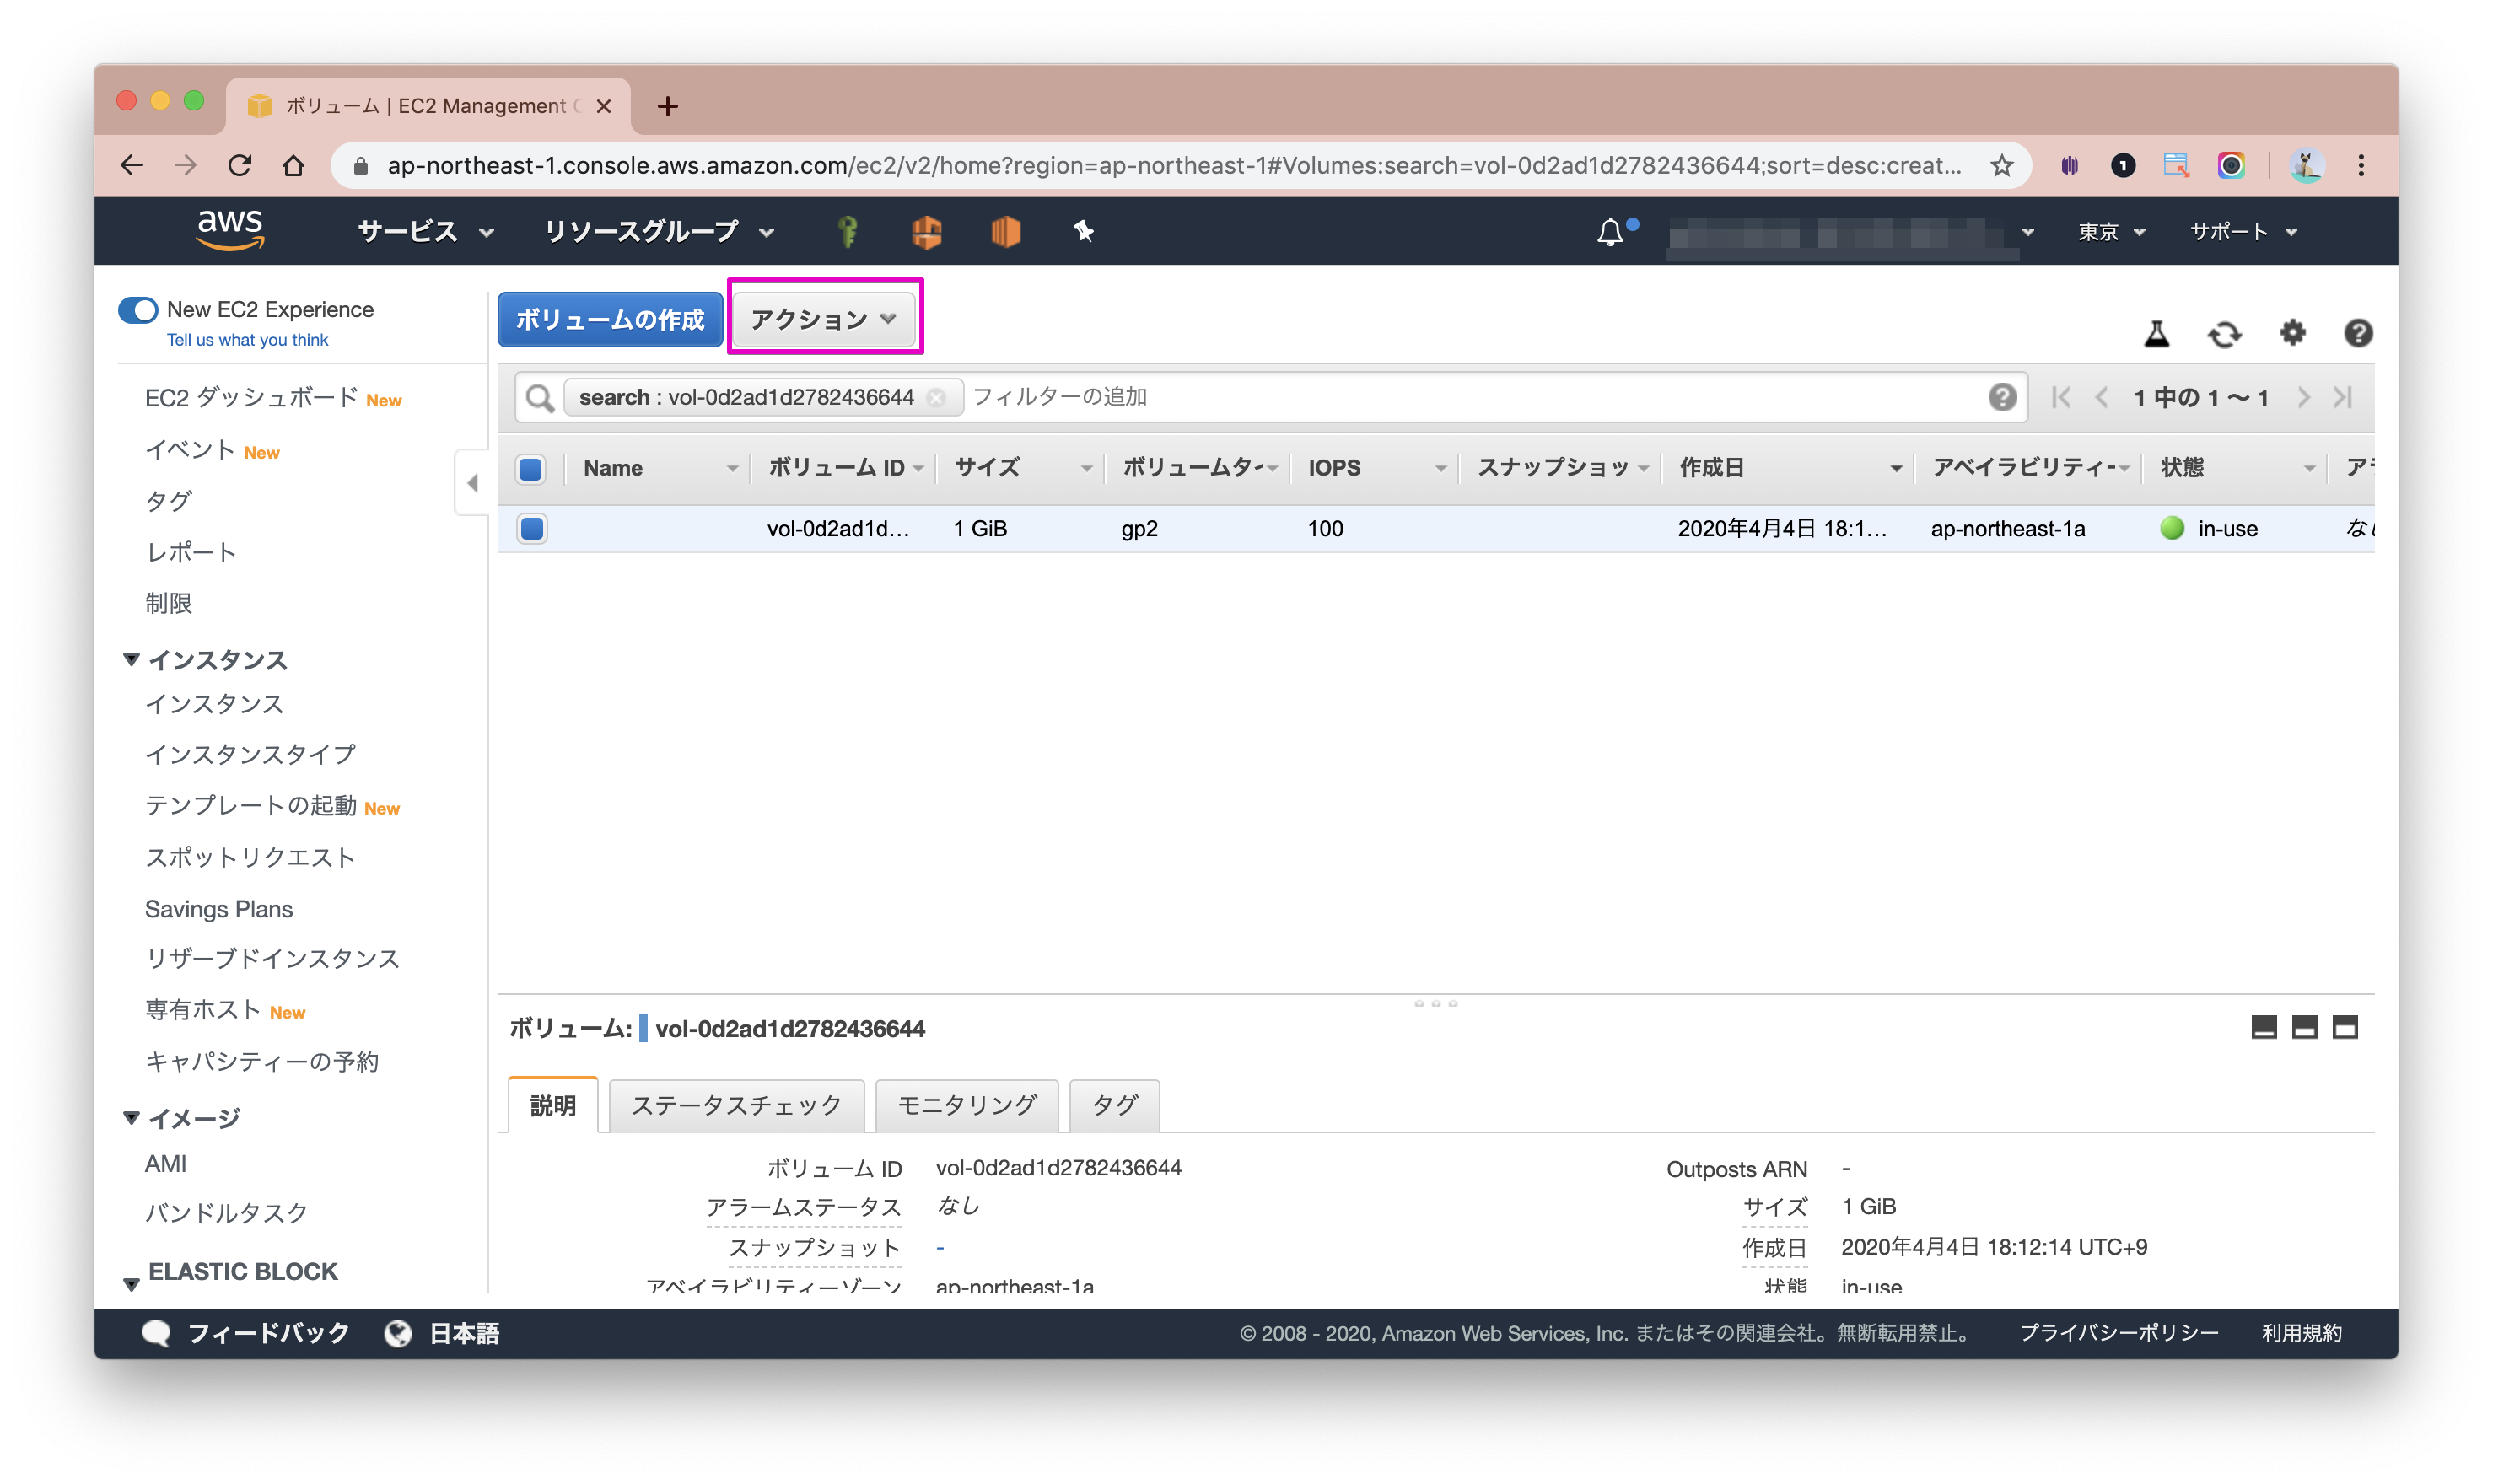 ボリューム | EC2 Management C
ap-northeast-1.console.aws.amazon.com/ec2/v2/home?region=ap-northeast-1#Volumes:search=vol-0d2ad1d2782436644;sort=desc:creat...
aws サービス リソースグループ 東京 サポート
New EC2 Experience
Tell us what you think
EC2 ダッシュボード New
イベント New
タグ
レポート
制限
インスタンス
インスタンス
インスタンスタイプ
テンプレートの起動 New
スポットリクエスト
Savings Plans
リザーブドインスタンス
専有ホスト New
キャパシティーの予約
イメージ
AMI
バンドルタスク
ELASTIC BLOCK
ボリュームの作成 アクション
search : vol-0d2ad1d2782436644 フィルターの追加 1 中の 1 〜 1
Name ボリューム ID サイズ ボリュームタ IOPS スナップショッ 作成日 アベイラビリティー 状態 ア
vol-0d2ad1d... 1 GiB gp2 100 2020年4月4日 18:1... ap-northeast-1a in-use なし
ボリューム: vol-0d2ad1d2782436644
説明 ステータスチェック モニタリング タグ
ボリューム ID vol-0d2ad1d2782436644 Outposts ARN -
アラームステータス なし サイズ 1 GiB
スナップショット - 作成日 2020年4月4日 18:12:14 UTC+9
アベイラビリティーゾーン ap-northeast-1a 状態 in-use
フィードバック 日本語 © 2008 - 2020, Amazon Web Services, Inc. またはその関連会社。無断転用禁止。 プライバシーポリシー 利用規約